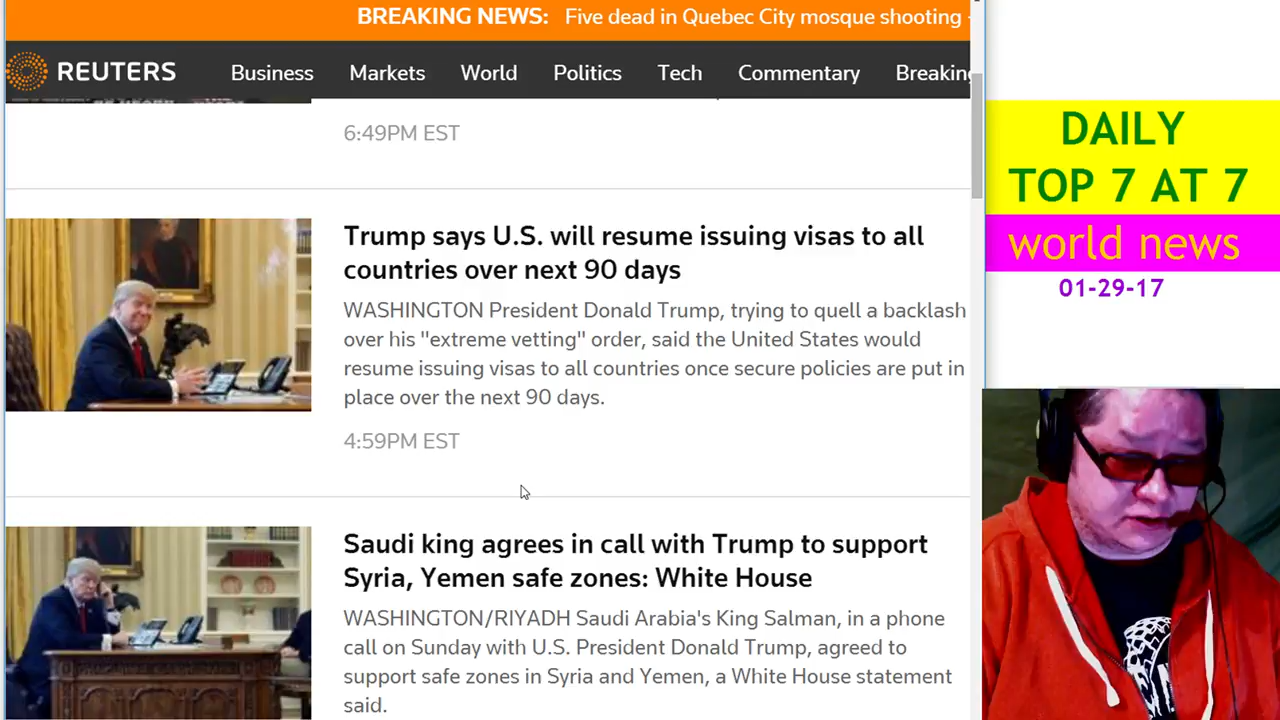 BREAKING NEWS: Five dead in Quebec City mosque shooting -
REUTERS Business Markets World Politics Tech Commentary Breaking
6:49PM EST
Trump says U.S. will resume issuing visas to all
countries over next 90 days
WASHINGTON President Donald Trump, trying to quell a backlash
over his "extreme vetting" order, said the United States would
resume issuing visas to all countries once secure policies are put in
place over the next 90 days.
4:59PM EST
Saudi king agrees in call with Trump to support
Syria, Yemen safe zones: White House
WASHINGTON/RIYADH Saudi Arabia's King Salman, in a phone
call on Sunday with U.S. President Donald Trump, agreed to
support safe zones in Syria and Yemen, a White House statement
said.
DAILY
TOP 7 AT 7
world news
01-29-17